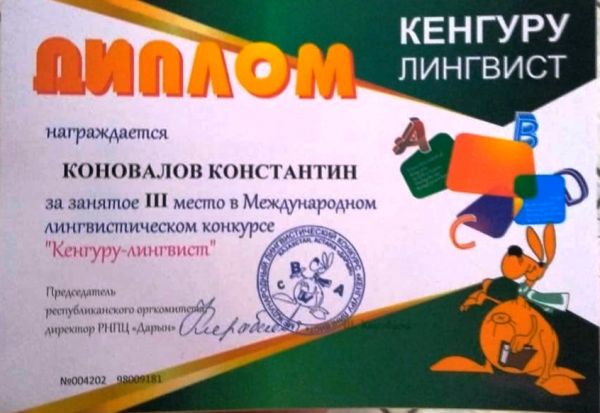 ДИПЛОМ
КЕНГУРУ
ЛИНГВИСТ
награждается
КОНОВАЛОВ КОНСТАНТИН
за занятое III место в Международном
лингвистическом конкурсе
"Кенгуру-лингвист"
Председатель
республиканского оргкомитета,
директор РНПЦ «Дарын»
№004202 98009181
A
B
C
D
С
В
А